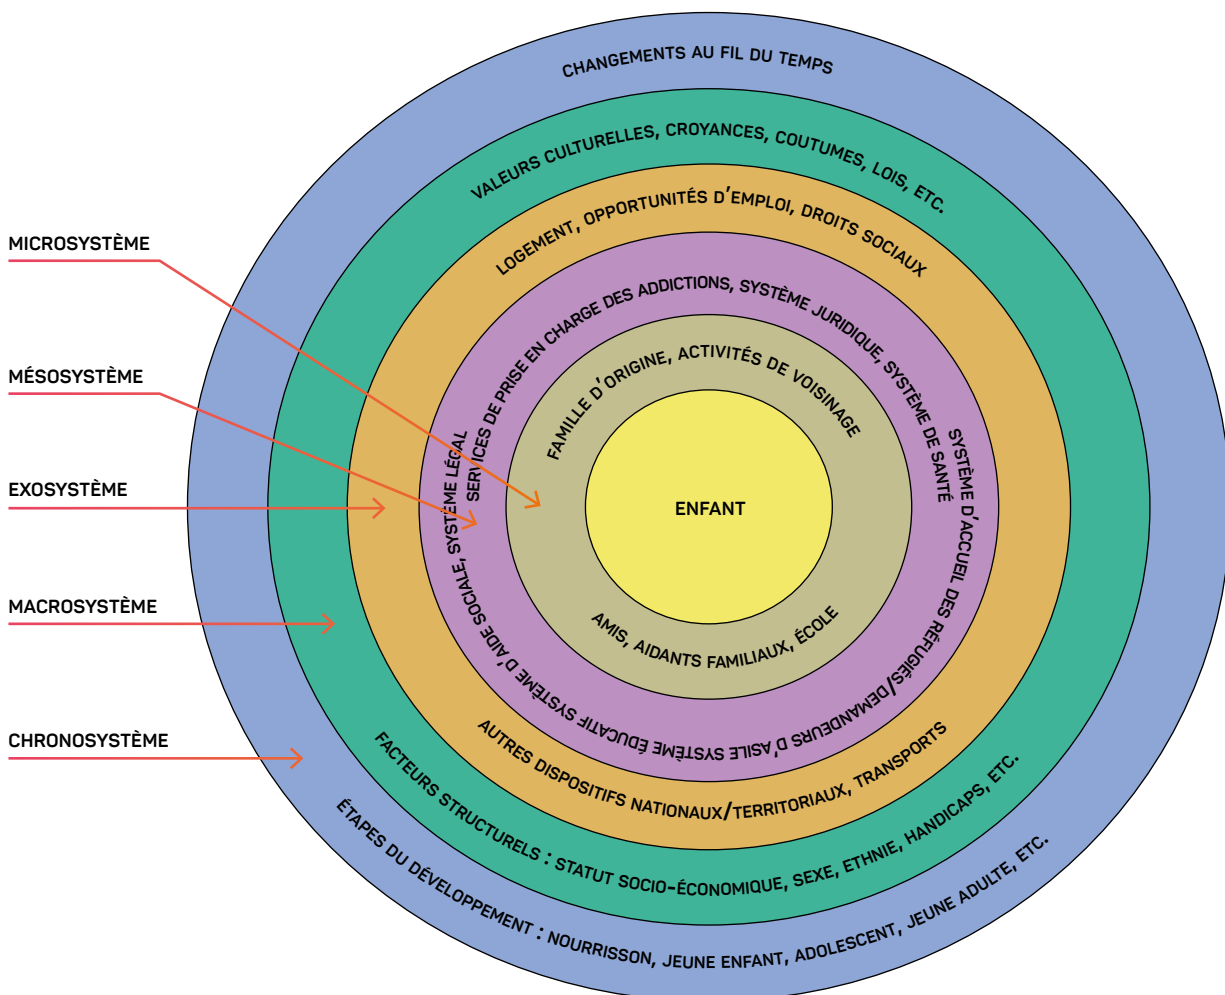 CHANGEMENTS AU FIL DU TEMPS
VALEURS CULTURELLES, CROYANCES, COUTUMES, LOIS, ETC.
LOGEMENT, OPPORTUNITÉS D'EMPLOI, DROITS SOCIAUX
SERVICES DE PRISE EN CHARGE DES ADDICTIONS, SYSTÈME JURIDIQUE, SYSTÈME DE SANTÉ
FAMILLE D'ORIGINE, ACTIVITÉS DE VOISINAGE
ENFANT
AMIS, AIDANTS FAMILIAUX, ÉCOLE
SYSTÈME D'ACCUEIL DES RÉFUGIÉS/DEMANDEURS D'ASILE SYSTÈME ÉDUCATIF SYSTÈME D'AIDE SOCIALE, SYSTÈME LÉGAL
AUTRES DISPOSITIFS NATIONAUX/TERRITORIAUX, TRANSPORTS
FACTEURS STRUCTURELS : STATUT SOCIO-ÉCONOMIQUE, SEXE, ETHNIE, HANDICAPS, ETC.
ÉTAPES DU DÉVELOPPEMENT : NOURRISSON, JEUNE ENFANT, ADOLESCENT, JEUNE ADULTE, ETC.
MICROSYSTÈME
MÉSOSYSTÈME
EXOSYSTÈME
MACROSYSTÈME
CHRONOSYSTÈME